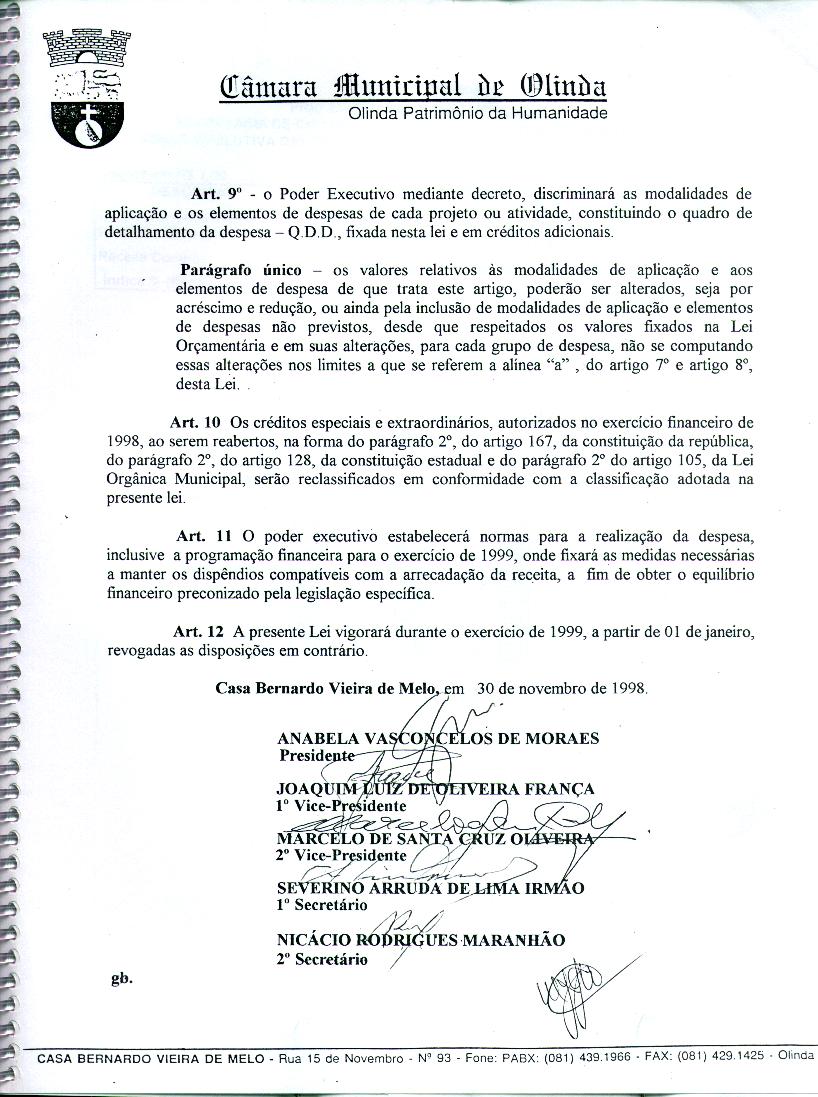 Câmara Municipal de Olinda
Olinda Patrimônio da Humanidade
Art. 9º - o Poder Executivo mediante decreto, discriminará as modalidades de
aplicação e os elementos de despesas de cada projeto ou atividade, constituindo o quadro de
detalhamento da despesa – Q.D.D., fixada nesta lei e em créditos adicionais.
Parágrafo único – os valores relativos às modalidades de aplicação e aos
elementos de despesa de que trata este artigo, poderão ser alterados, seja por
acréscimo e redução, ou ainda pela inclusão de modalidades de aplicação e elementos
de despesas não previstos, desde que respeitados os valores fixados na Lei
Orçamentária e em suas alterações, para cada grupo de despesa, não se computando
essas alterações nos limites a que se referem a alínea “a” , do artigo 7º e artigo 8º,
desta Lei. .
Art. 10 Os créditos especiais e extraordinários, autorizados no exercício financeiro de
1998, ao serem reabertos, na forma do parágrafo 2º, do artigo 167, da constituição da república,
do parágrafo 2º, do artigo 128, da constituição estadual e do parágrafo 2º do artigo 105, da Lei
Orgânica Municipal, serão reclassificados em conformidade com a classificação adotada na
presente lei.
Art. 11 O poder executivo estabelecerá normas para a realização da despesa,
inclusive a programação financeira para o exercício de 1999, onde fixará as medidas necessárias
a manter os dispêndios compatíveis com a arrecadação da receita, a fim de obter o equilíbrio
financeiro preconizado pela legislação específica.
Art. 12 A presente Lei vigorará durante o exercício de 1999, a partir de 01 de janeiro,
revogadas as disposições em contrário.
Casa Bernardo Vieira de Melo, em 30 de novembro de 1998.
ANABELA VASCONCELOS DE MORAES
Presidente
JOAQUIM LUIZ DE OLIVEIRA FRANÇA
1º Vice-Presidente
MARCELO DE SANTA CRUZ OLIVEIRA
2º Vice-Presidente
SEVERINO ARRUDA DE LIMA IRMÃO
1º Secretário
NICÁCIO RODRIGUES MARANHÃO
2º Secretário
gb.
CASA BERNARDO VIEIRA DE MELO - Rua 15 de Novembro - Nº 93 - Fone: PABX: (081) 439.1966 - FAX: (081) 429.1425 - Olinda